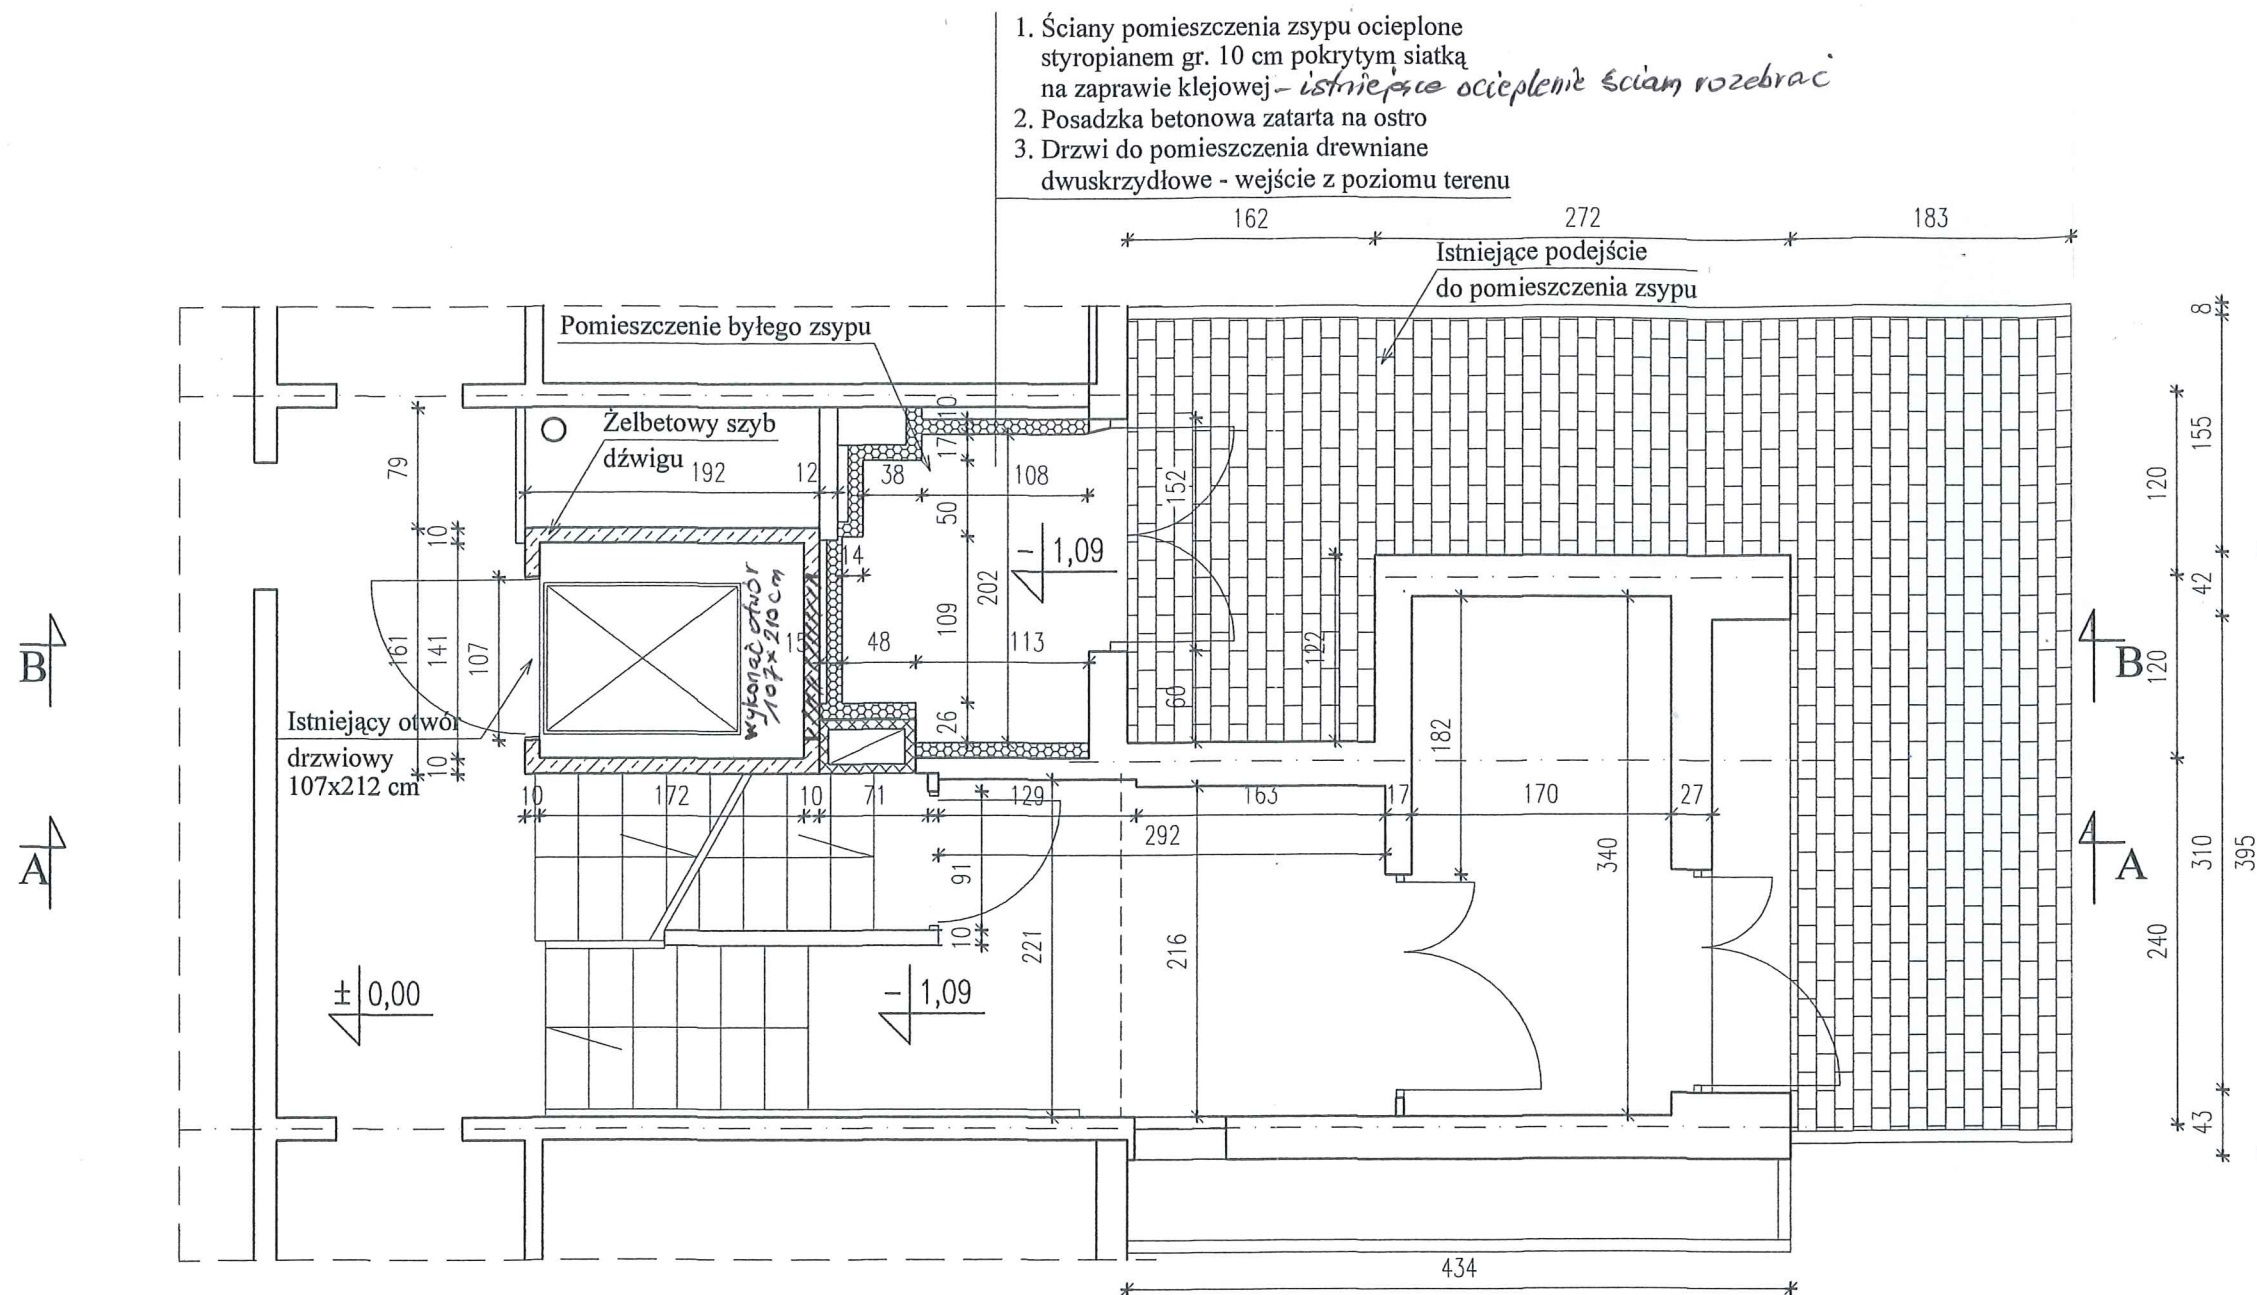 1. Ściany pomieszczenia zsypu ocieplone
styropianem gr. 10 cm pokrytym siatką
na zaprawie klejowej - istniejące ocieplenie ścian rozebrać
2. Posadzka betonowa zatarta na ostro
3. Drzwi do pomieszczenia drewniane
dwuskrzydłowe - wejście z poziomu terenu
162 272 183
Istniejące podejście
do pomieszczenia zsypu
Pomieszczenie byłego zsypu
8
Żelbetowy szyb
dźwigu
10
17
79
192 12 38 108
152
155
120
50
10
14
- 1,09
202
42
wykonać otwór
107x210cm
161 141 107
15 48 109 113
122
B
B
120
60
26
182
Istniejący otwór
drzwiowy
107x212 cm
10
10 172 10 71 129 163 17 170 27
292
A
A
91
340
310
395
10
221
216
240
± 0,00
- 1,09
43
434